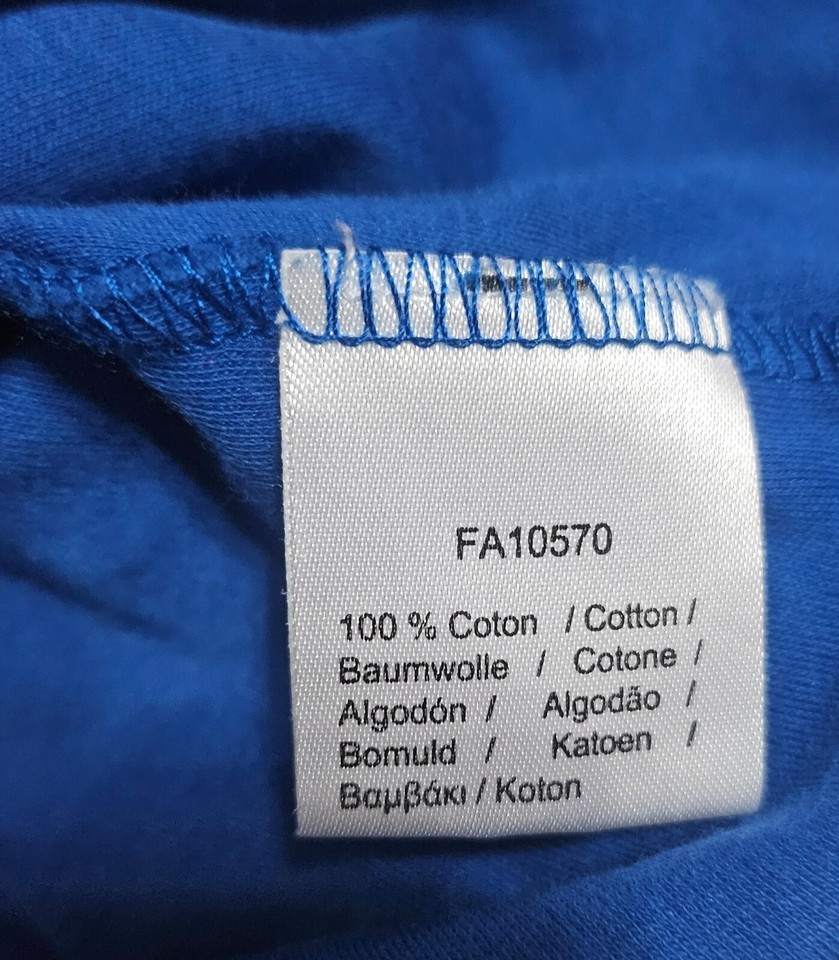 FA10570
100 % Coton / Cotton /
Baumwolle / Cotone /
Algodón / Algodão /
Bomuld / Katoen /
Βαμβάκι / Koton